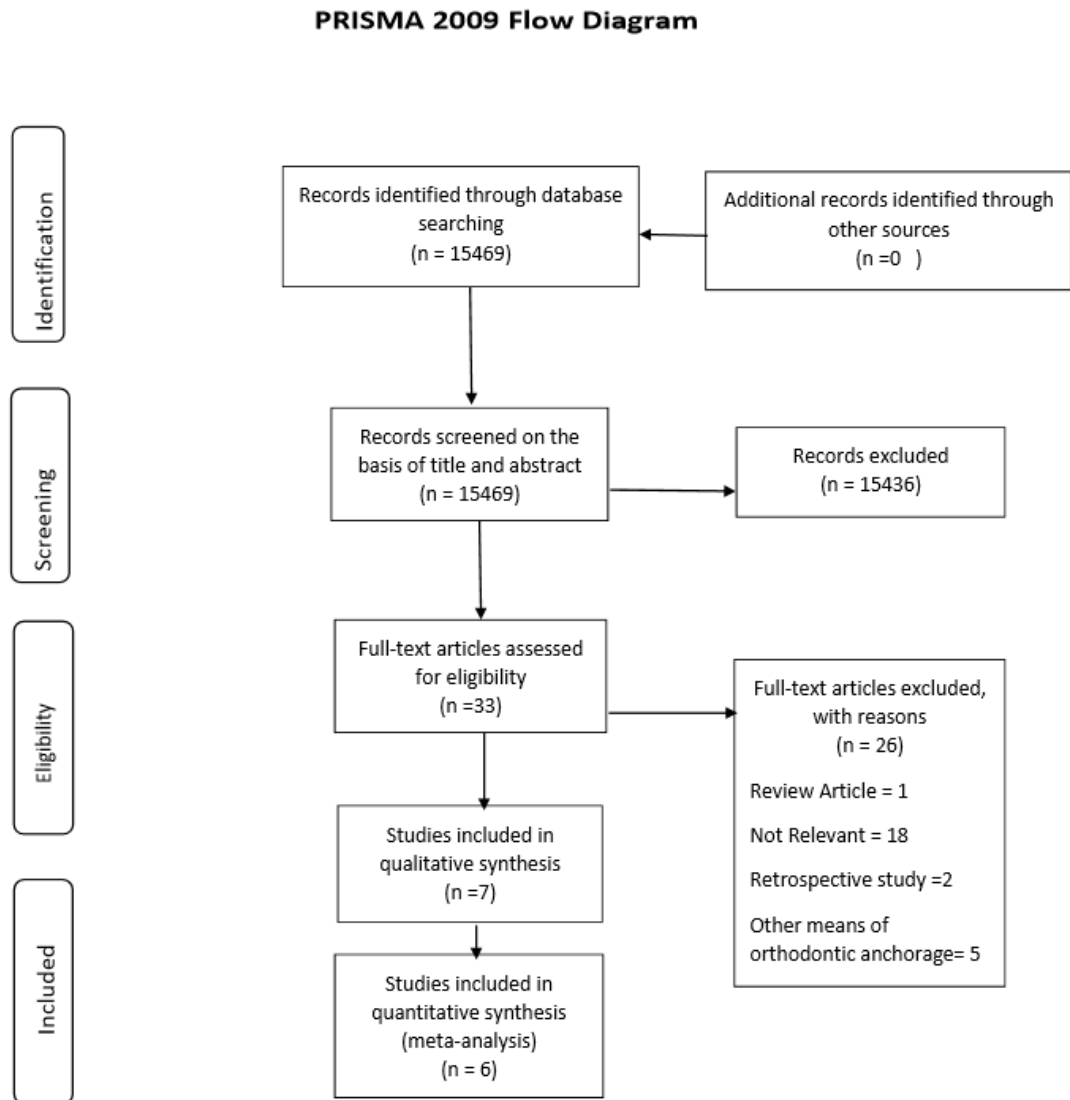 PRISMA 2009 Flow Diagram
Identification
Records identified through database
searching
(n = 15469)
Additional records identified through
other sources
(n =0   )
Screening
Records screened on the
basis of title and abstract
(n = 15469)
Records excluded
(n = 15436)
Eligibility
Full-text articles assessed
for eligibility
(n =33)
Full-text articles excluded,
with reasons
(n = 26)
Review Article = 1
Not Relevant = 18
Retrospective study =2
Other means of
orthodontic anchorage= 5
Studies included in
qualitative synthesis
(n =7)
Included
Studies included in
quantitative synthesis
(meta-analysis)
(n = 6)